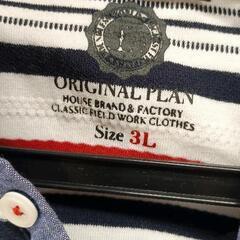 ORIGINAL PLAN
HOUSE BRAND & FACTORY
CLASSIC FIELD WORK CLOTHES
Size 3L